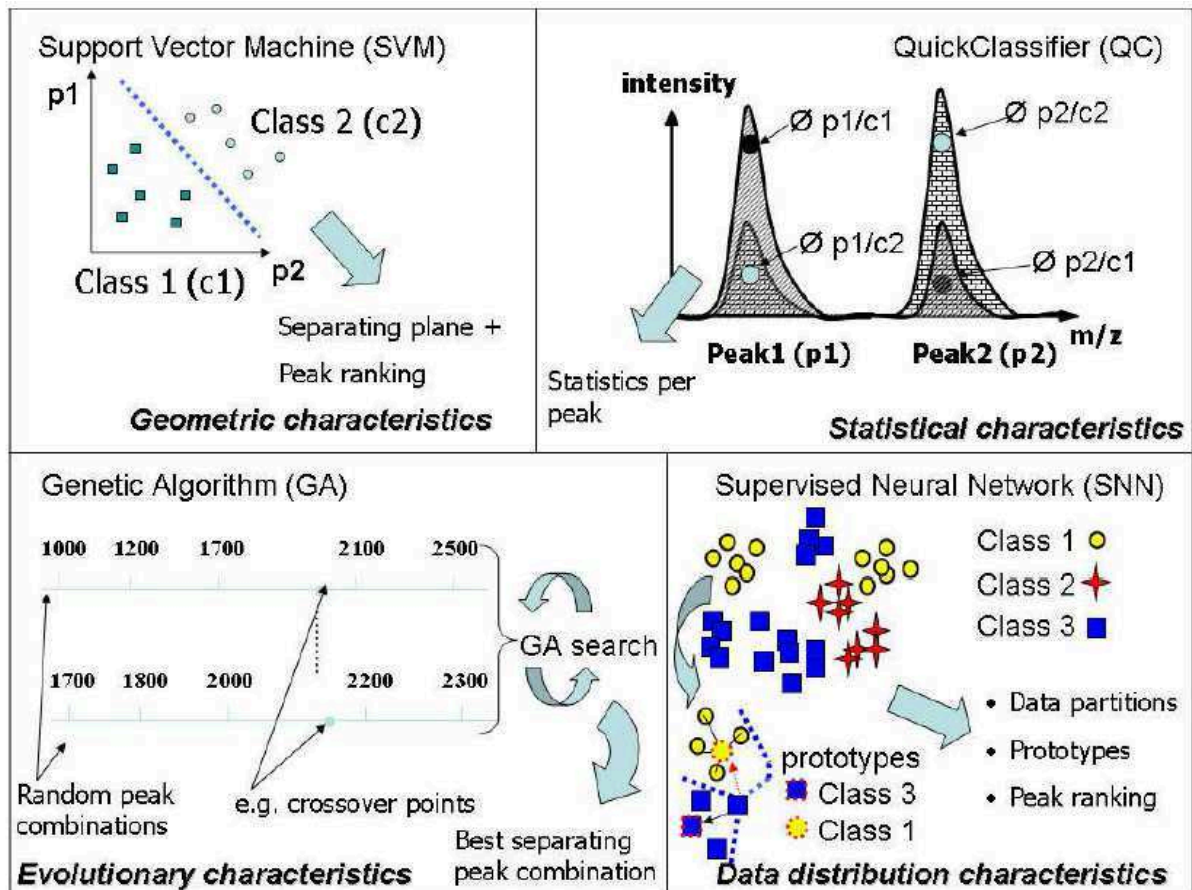 Support Vector Machine (SVM)
p1
Class 2 (c2)
p2
Class 1 (c1)
Separating plane +
Peak ranking
Geometric characteristics
QuickClassifier (QC)
intensity
Ø p1/c1
Ø p2/c2
Ø p1/c2
Ø p2/c1
m/z
Peak1 (p1)
Peak2 (p2)
Statistics per
peak
Statistical characteristics
Genetic Algorithm (GA)
1000 1200 1700 2100 2500
GA search
1700 1800 2000 2200 2300
Random peak
combinations
e.g. crossover points
Best separating
peak combination
Evolutionary characteristics
Supervised Neural Network (SNN)
Class 1
Class 2
Class 3
• Data partitions
• Prototypes
• Peak ranking
prototypes
Class 3
Class 1
Data distribution characteristics